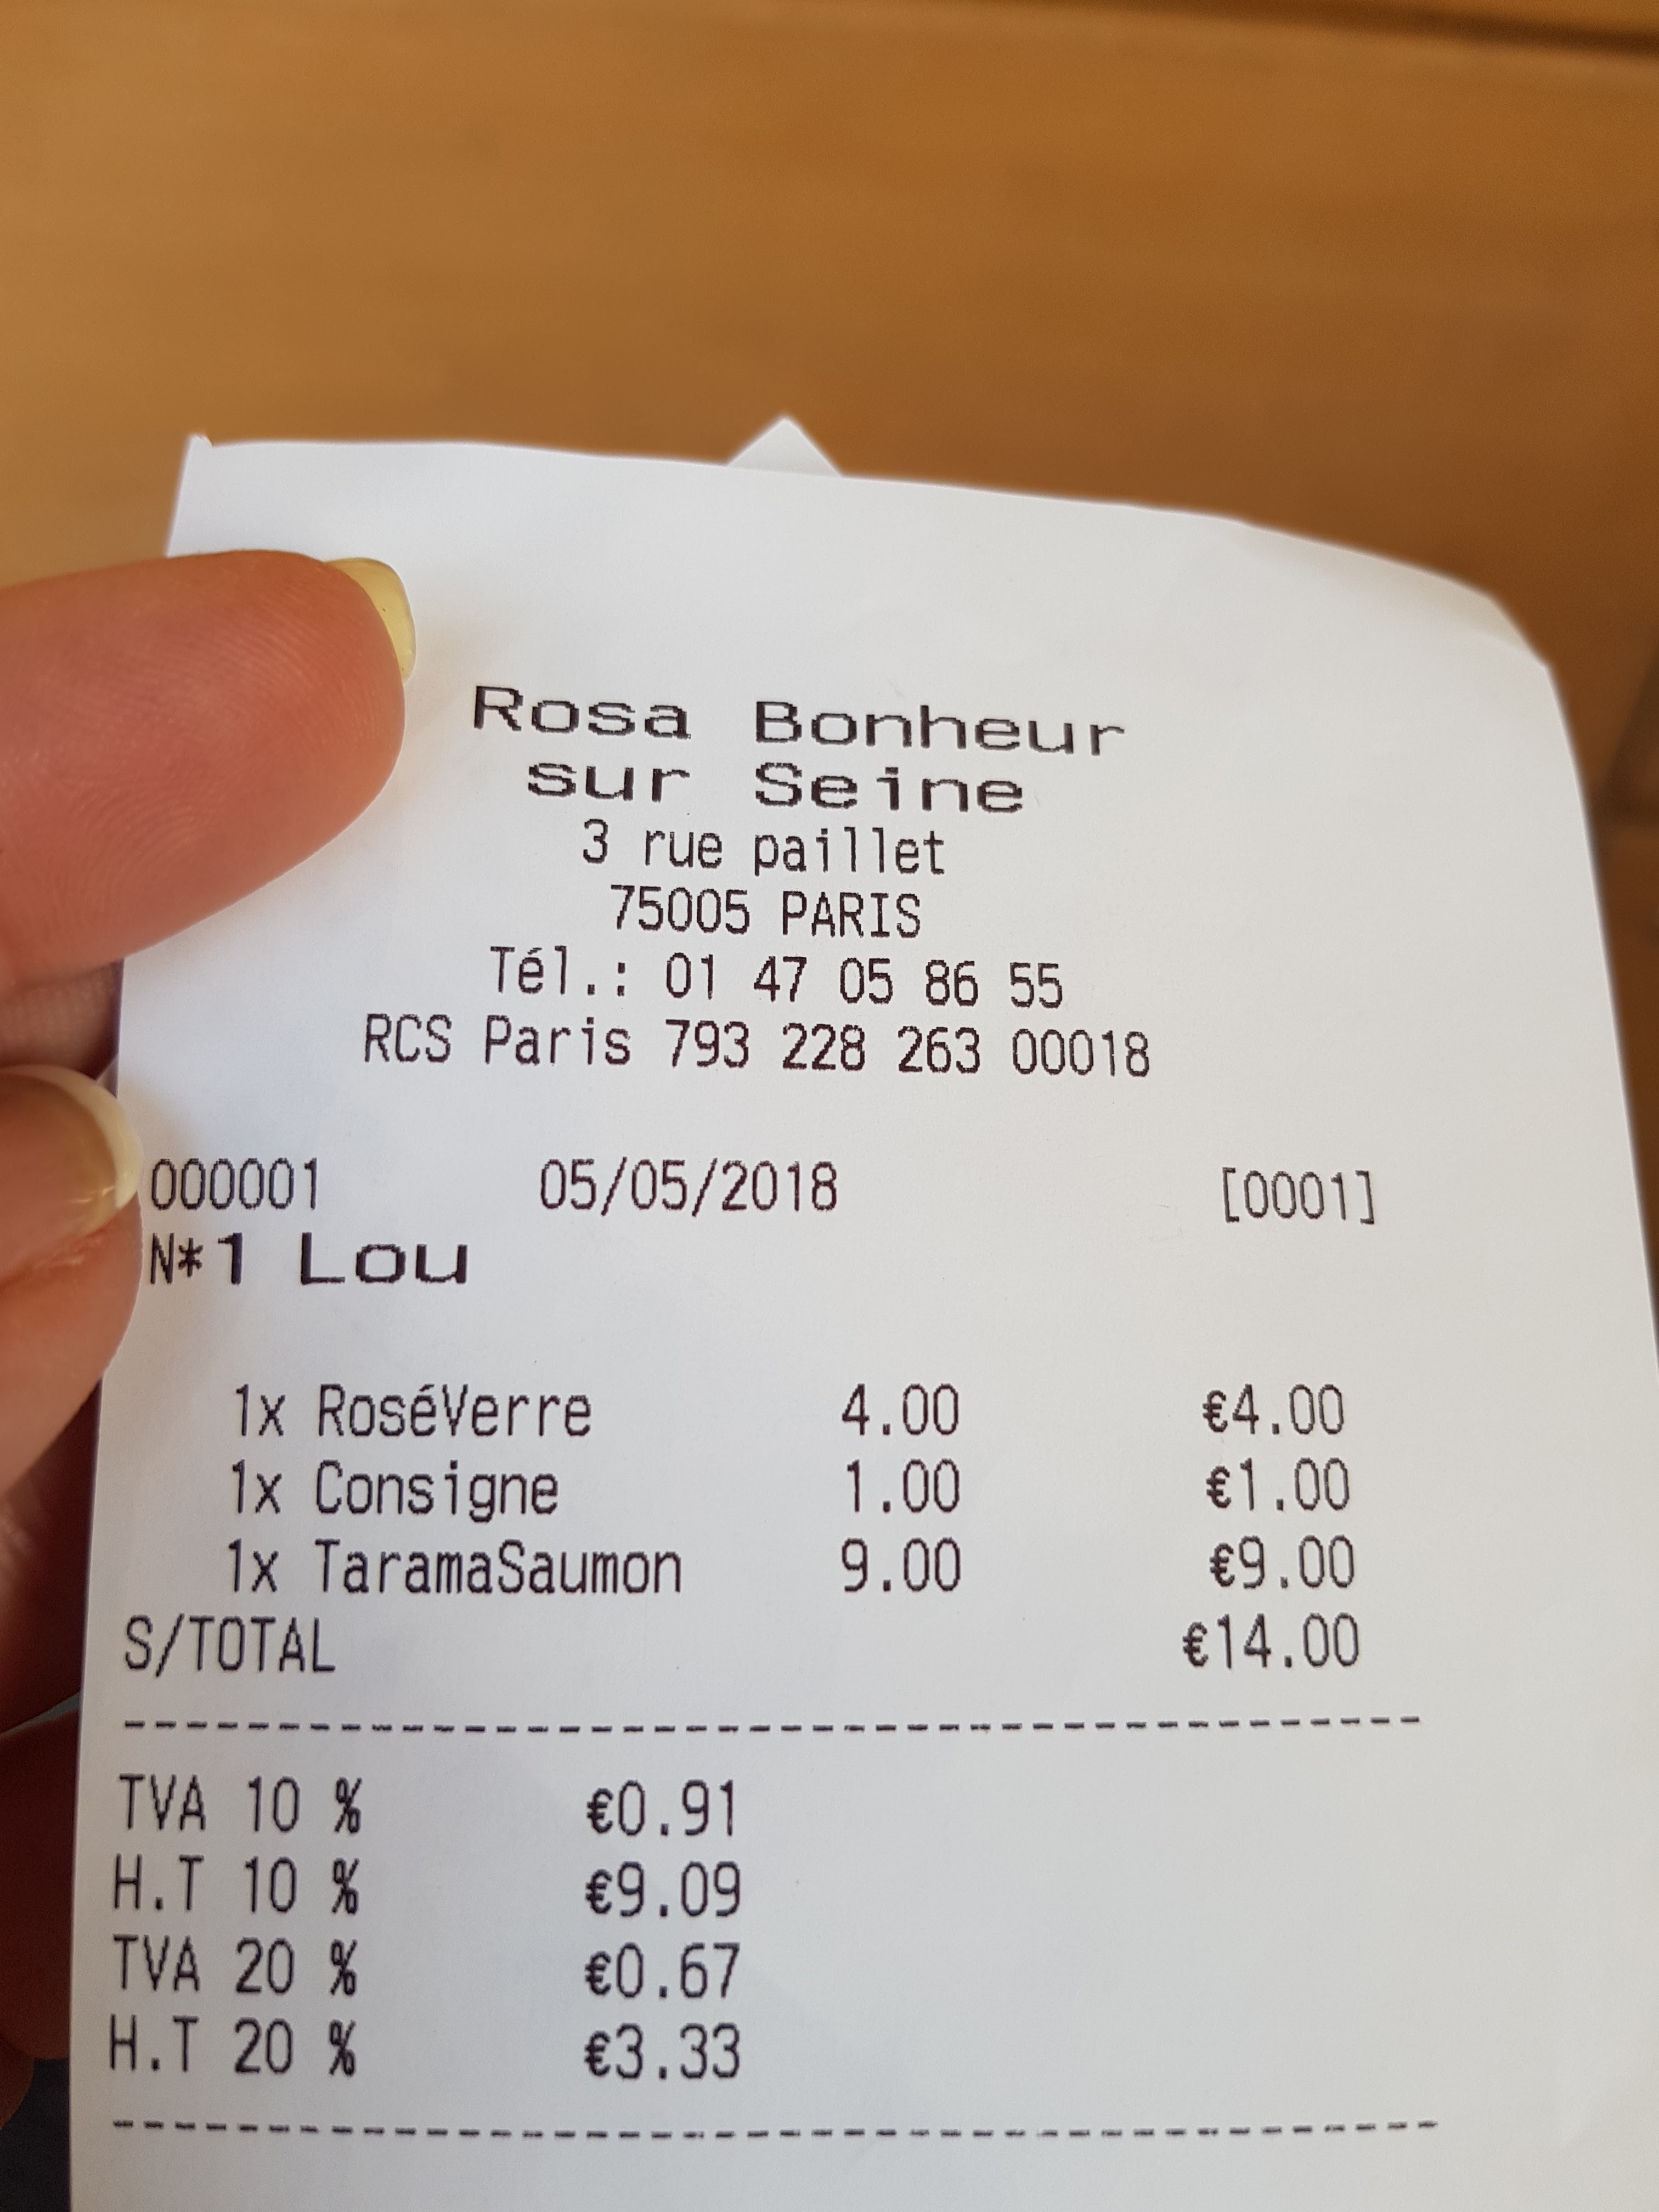 Rosa Bonheur
sur Seine
3 rue paillet
75005 PARIS
Tél.: 01 47 05 86 55
RCS Paris 793 228 263 00018
000001 05/05/2018 [0001]
N*1 Lou
1x RoséVerre 4.00 €4.00
1x Consigne 1.00 €1.00
1x TaramaSaumon 9.00 €9.00
S/TOTAL €14.00
TVA 10 % €0.91
H.T 10 % €9.09
TVA 20 % €0.67
H.T 20 % €3.33